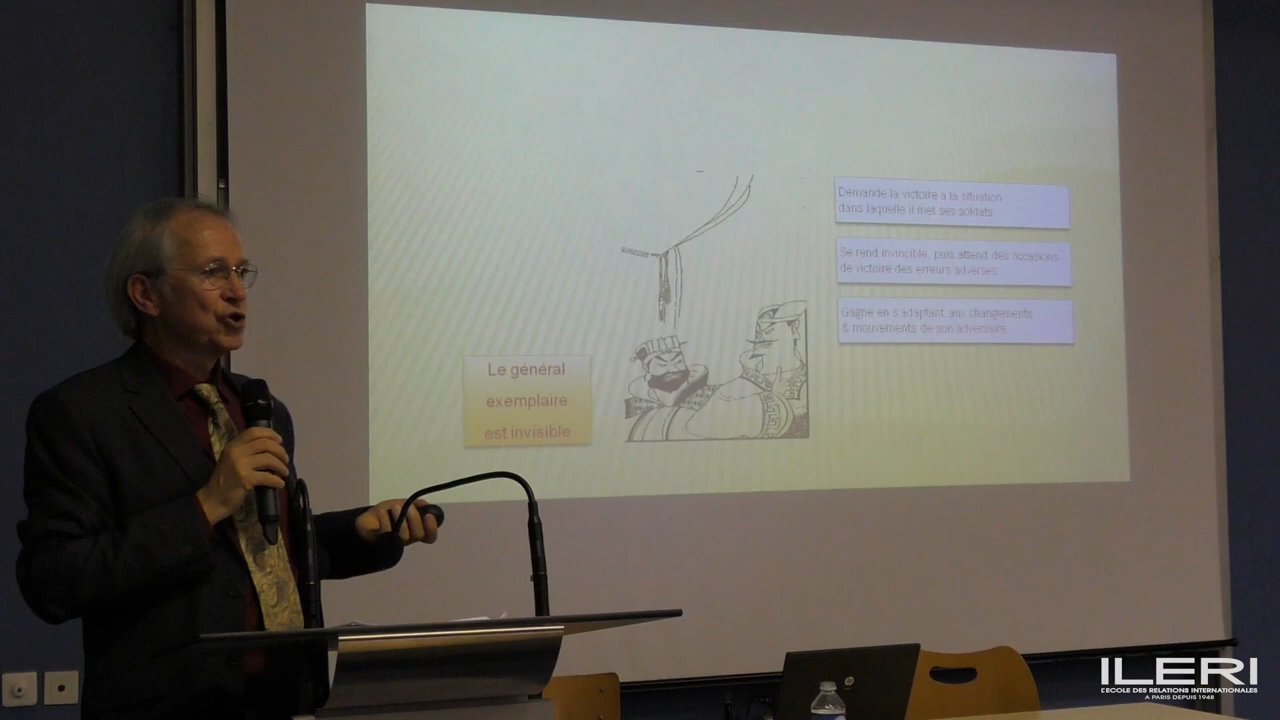 Demande la victoire à la situation
dans laquelle il met ses soldats
Se rend invincible, puis attend des occasions
de victoire des erreurs adverses
Gagne en s'adaptant aux changements
& mouvements de son adversaire
Le général
exemplaire
est invisible
hp
ILERI
L'ECOLE DES RELATIONS INTERNATIONALES
A PARIS DEPUIS 1948